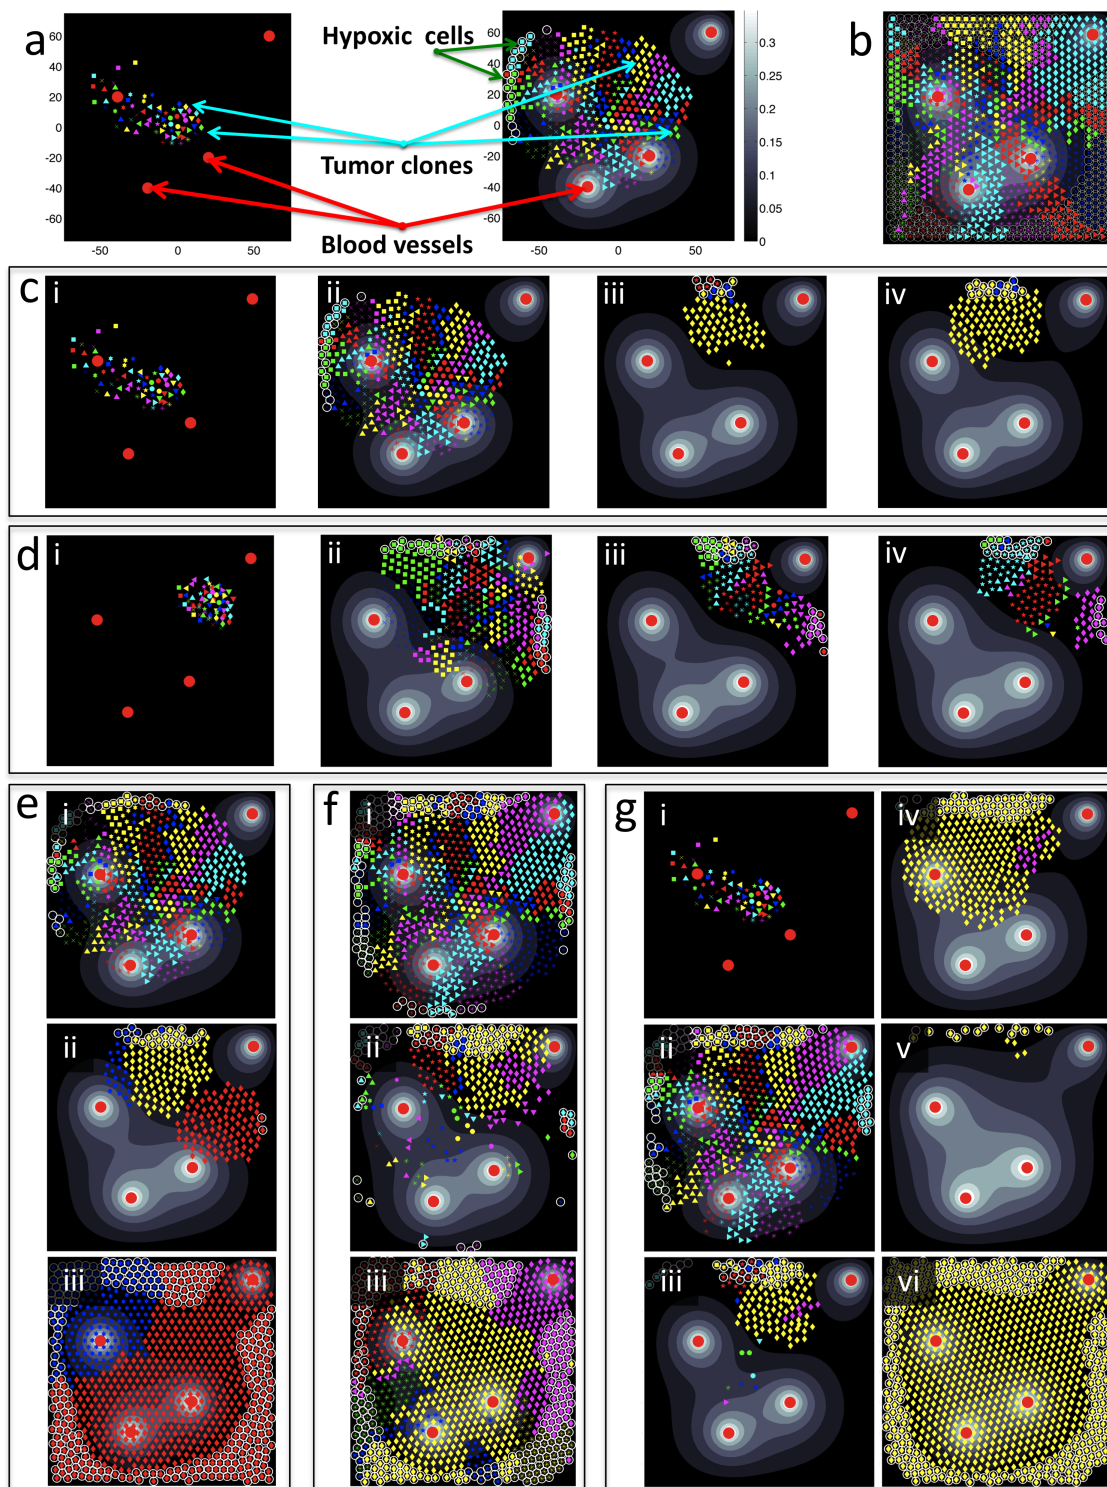 a
60
40
20
0
-20
-40
-60
-50
0
50
Hypoxic cells
Tumor clones
Blood vessels
60
40
20
0
-20
-40
-60
-50
0
50
0.3
0.25
0.2
0.15
0.1
0.05
0
b
c
i
ii
iii
iv
d
i
ii
iii
iv
e
i
ii
iii
f
i
ii
iii
g
i
iv
ii
v
iii
vi